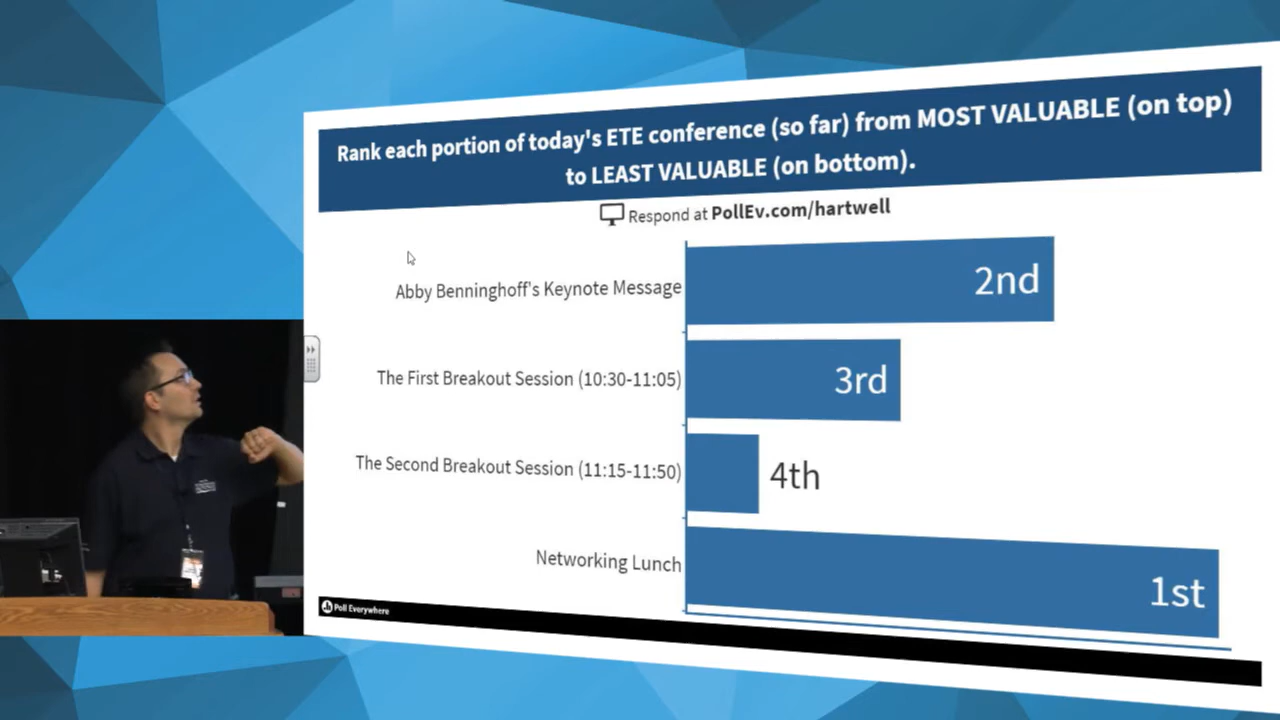 Rank each portion of today's ETE conference (so far) from MOST VALUABLE (on top)
to LEAST VALUABLE (on bottom).
Respond at PollEv.com/hartwell
Abby Benninghoff's Keynote Message
2nd
The First Breakout Session (10:30-11:05)
3rd
The Second Breakout Session (11:15-11:50)
4th
Networking Lunch
1st
Poll Everywhere